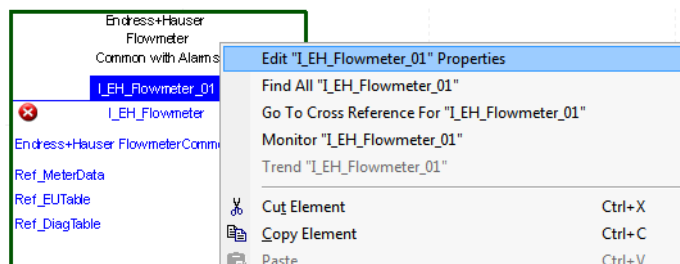 Endress+Hauser
Flowmeter
Common with Alarms
I_EH_Flowmeter_01
I_EH_Flowmeter
Endress+Hauser FlowmeterComm
Ref_MeterData
Ref_EUTable
Ref_DiagTable
Edit "I_EH_Flowmeter_01" Properties
Find All "I_EH_Flowmeter_01"
Go To Cross Reference For "I_EH_Flowmeter_01"
Monitor "I_EH_Flowmeter_01"
Trend "I_EH_Flowmeter_01"
Cut Element Ctrl+X
Copy Element Ctrl+C
Paste Ctrl+V